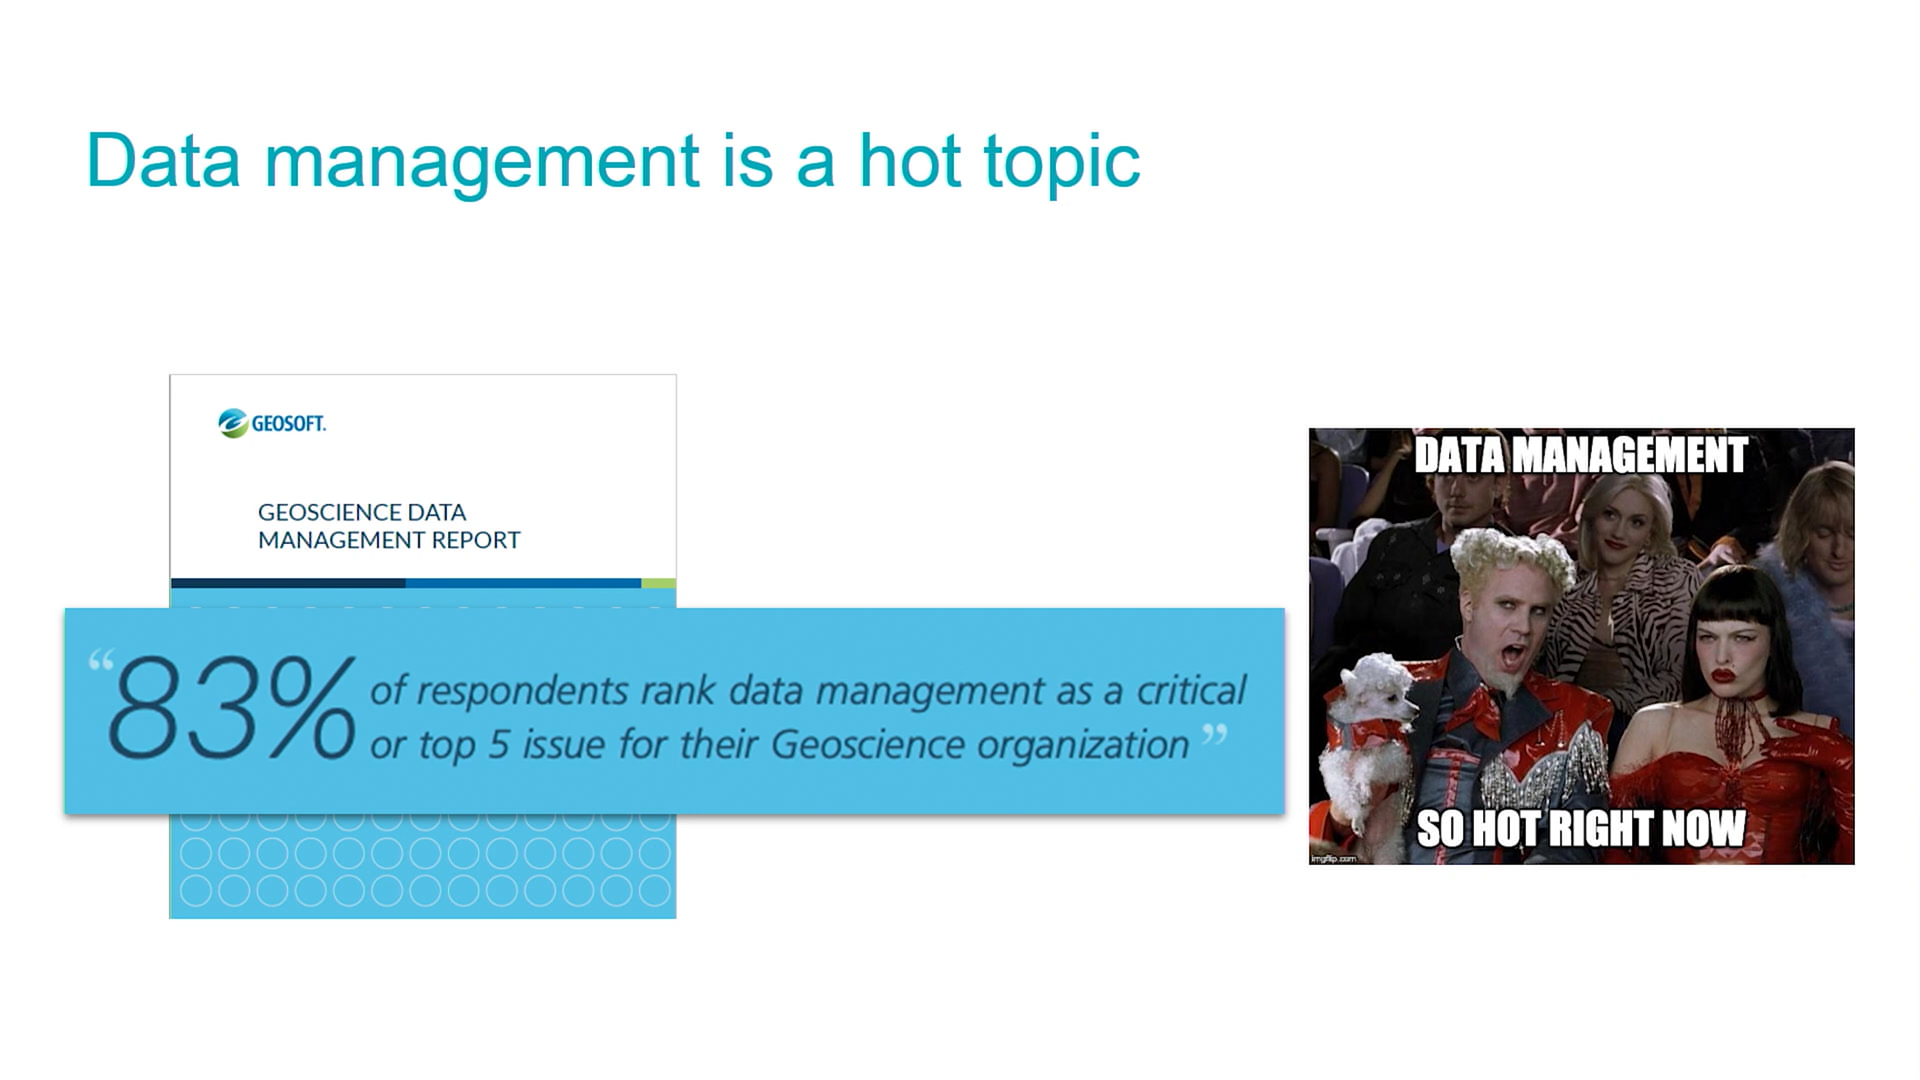 Data management is a hot topic
GEOSOFT.
GEOSCIENCE DATA
MANAGEMENT REPORT
“83% of respondents rank data management as a critical
or top 5 issue for their Geoscience organization”
DATA MANAGEMENT
SO HOT RIGHT NOW
imgflip.com